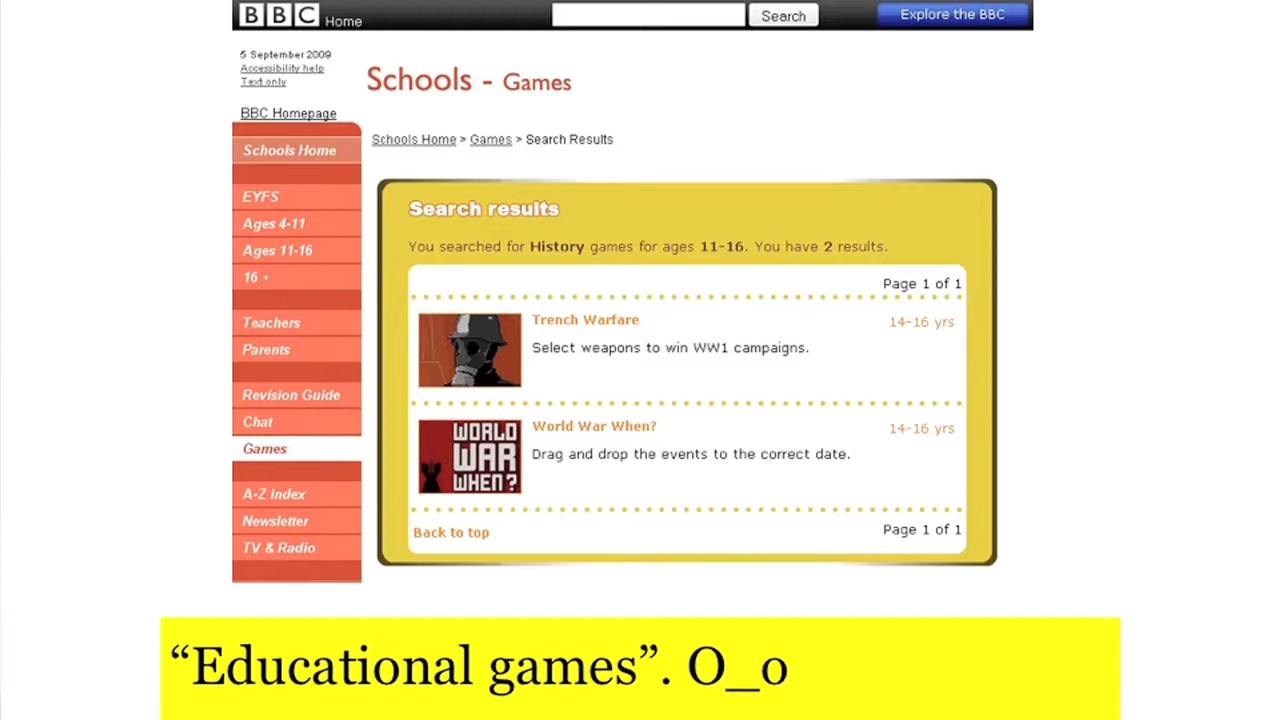 BBC Home
Search
Explore the BBC
5 September 2009
Accessibility help
Text only
BBC Homepage
Schools - Games
Schools Home > Games > Search Results
Schools Home
EYFS
Ages 4-11
Ages 11-16
16 +
Teachers
Parents
Revision Guide
Chat
Games
A-Z Index
Newsletter
TV & Radio
Search results
You searched for History games for ages 11-16. You have 2 results.
Page 1 of 1
Trench Warfare
14-16 yrs
Select weapons to win WW1 campaigns.
WORLD
WAR
WHEN?
World War When?
14-16 yrs
Drag and drop the events to the correct date.
Back to top
Page 1 of 1
“Educational games”. O_o